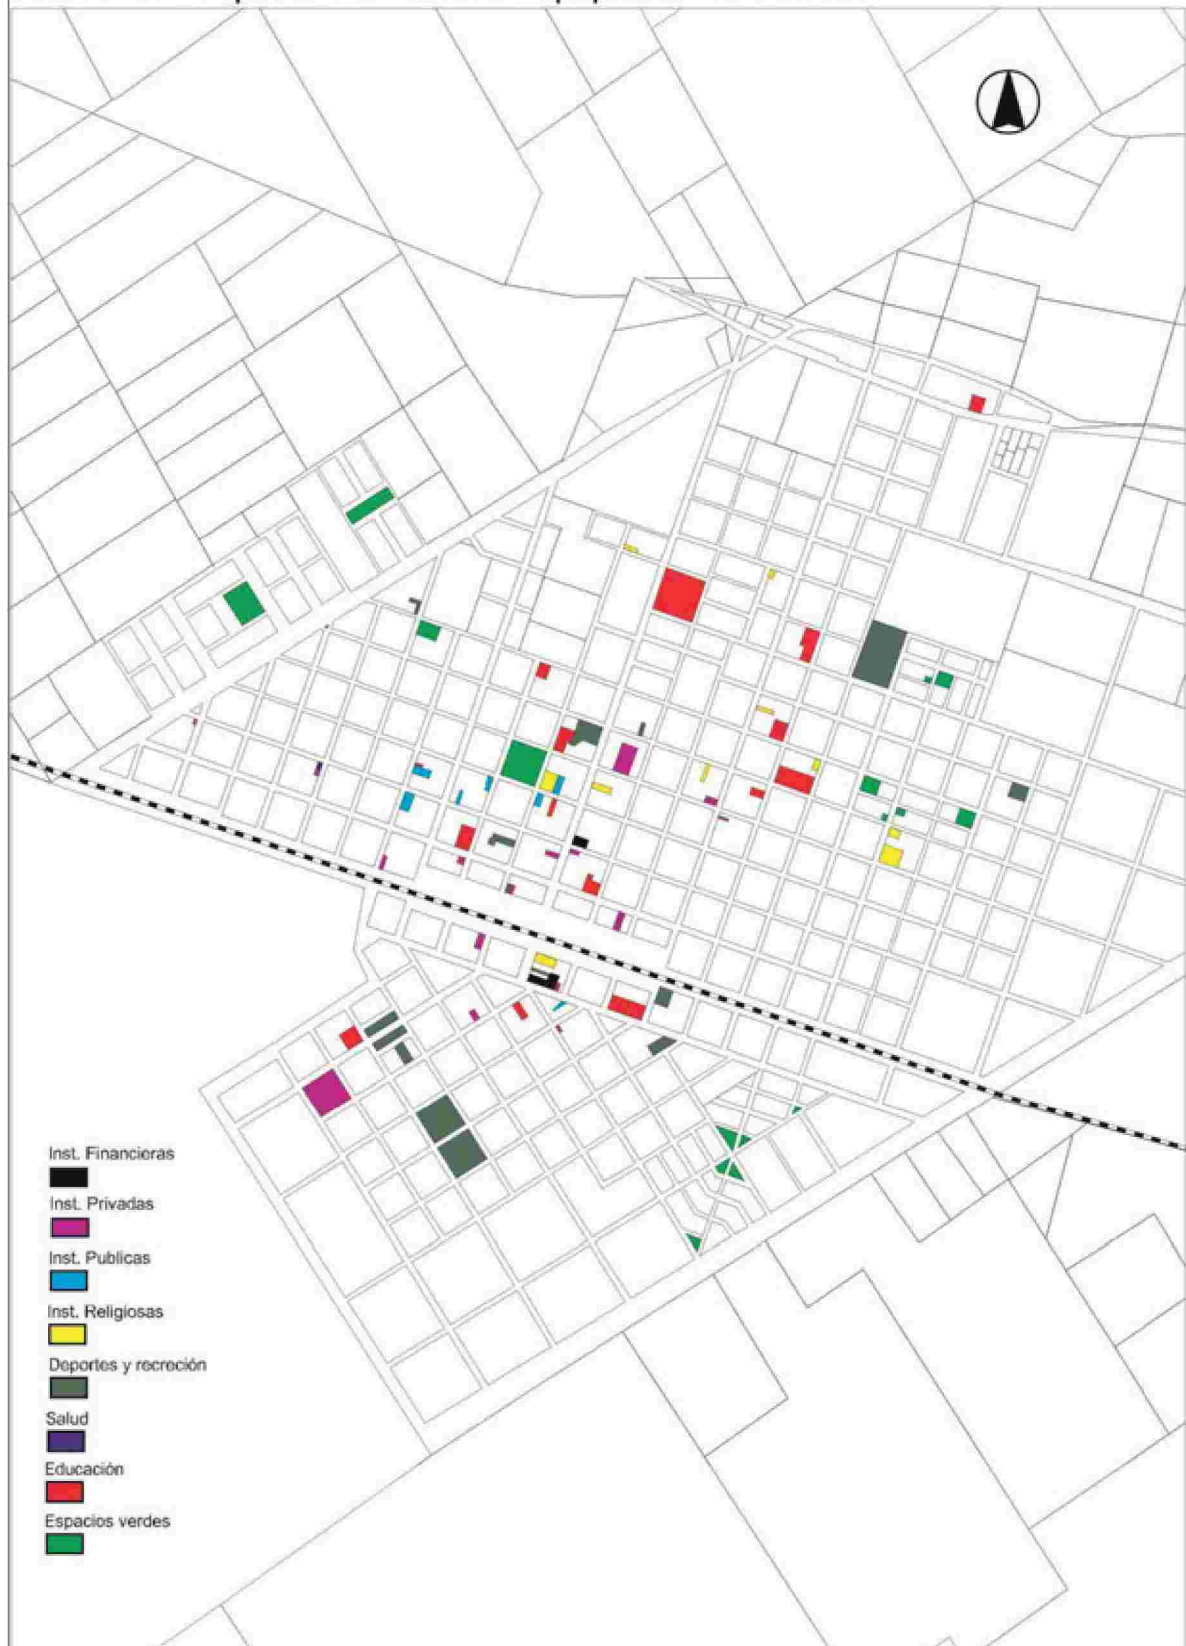 Inst. Financieras
Inst. Privadas
Inst. Publicas
Inst. Religiosas
Deportes y recreción
Salud
Educación
Espacios verdes